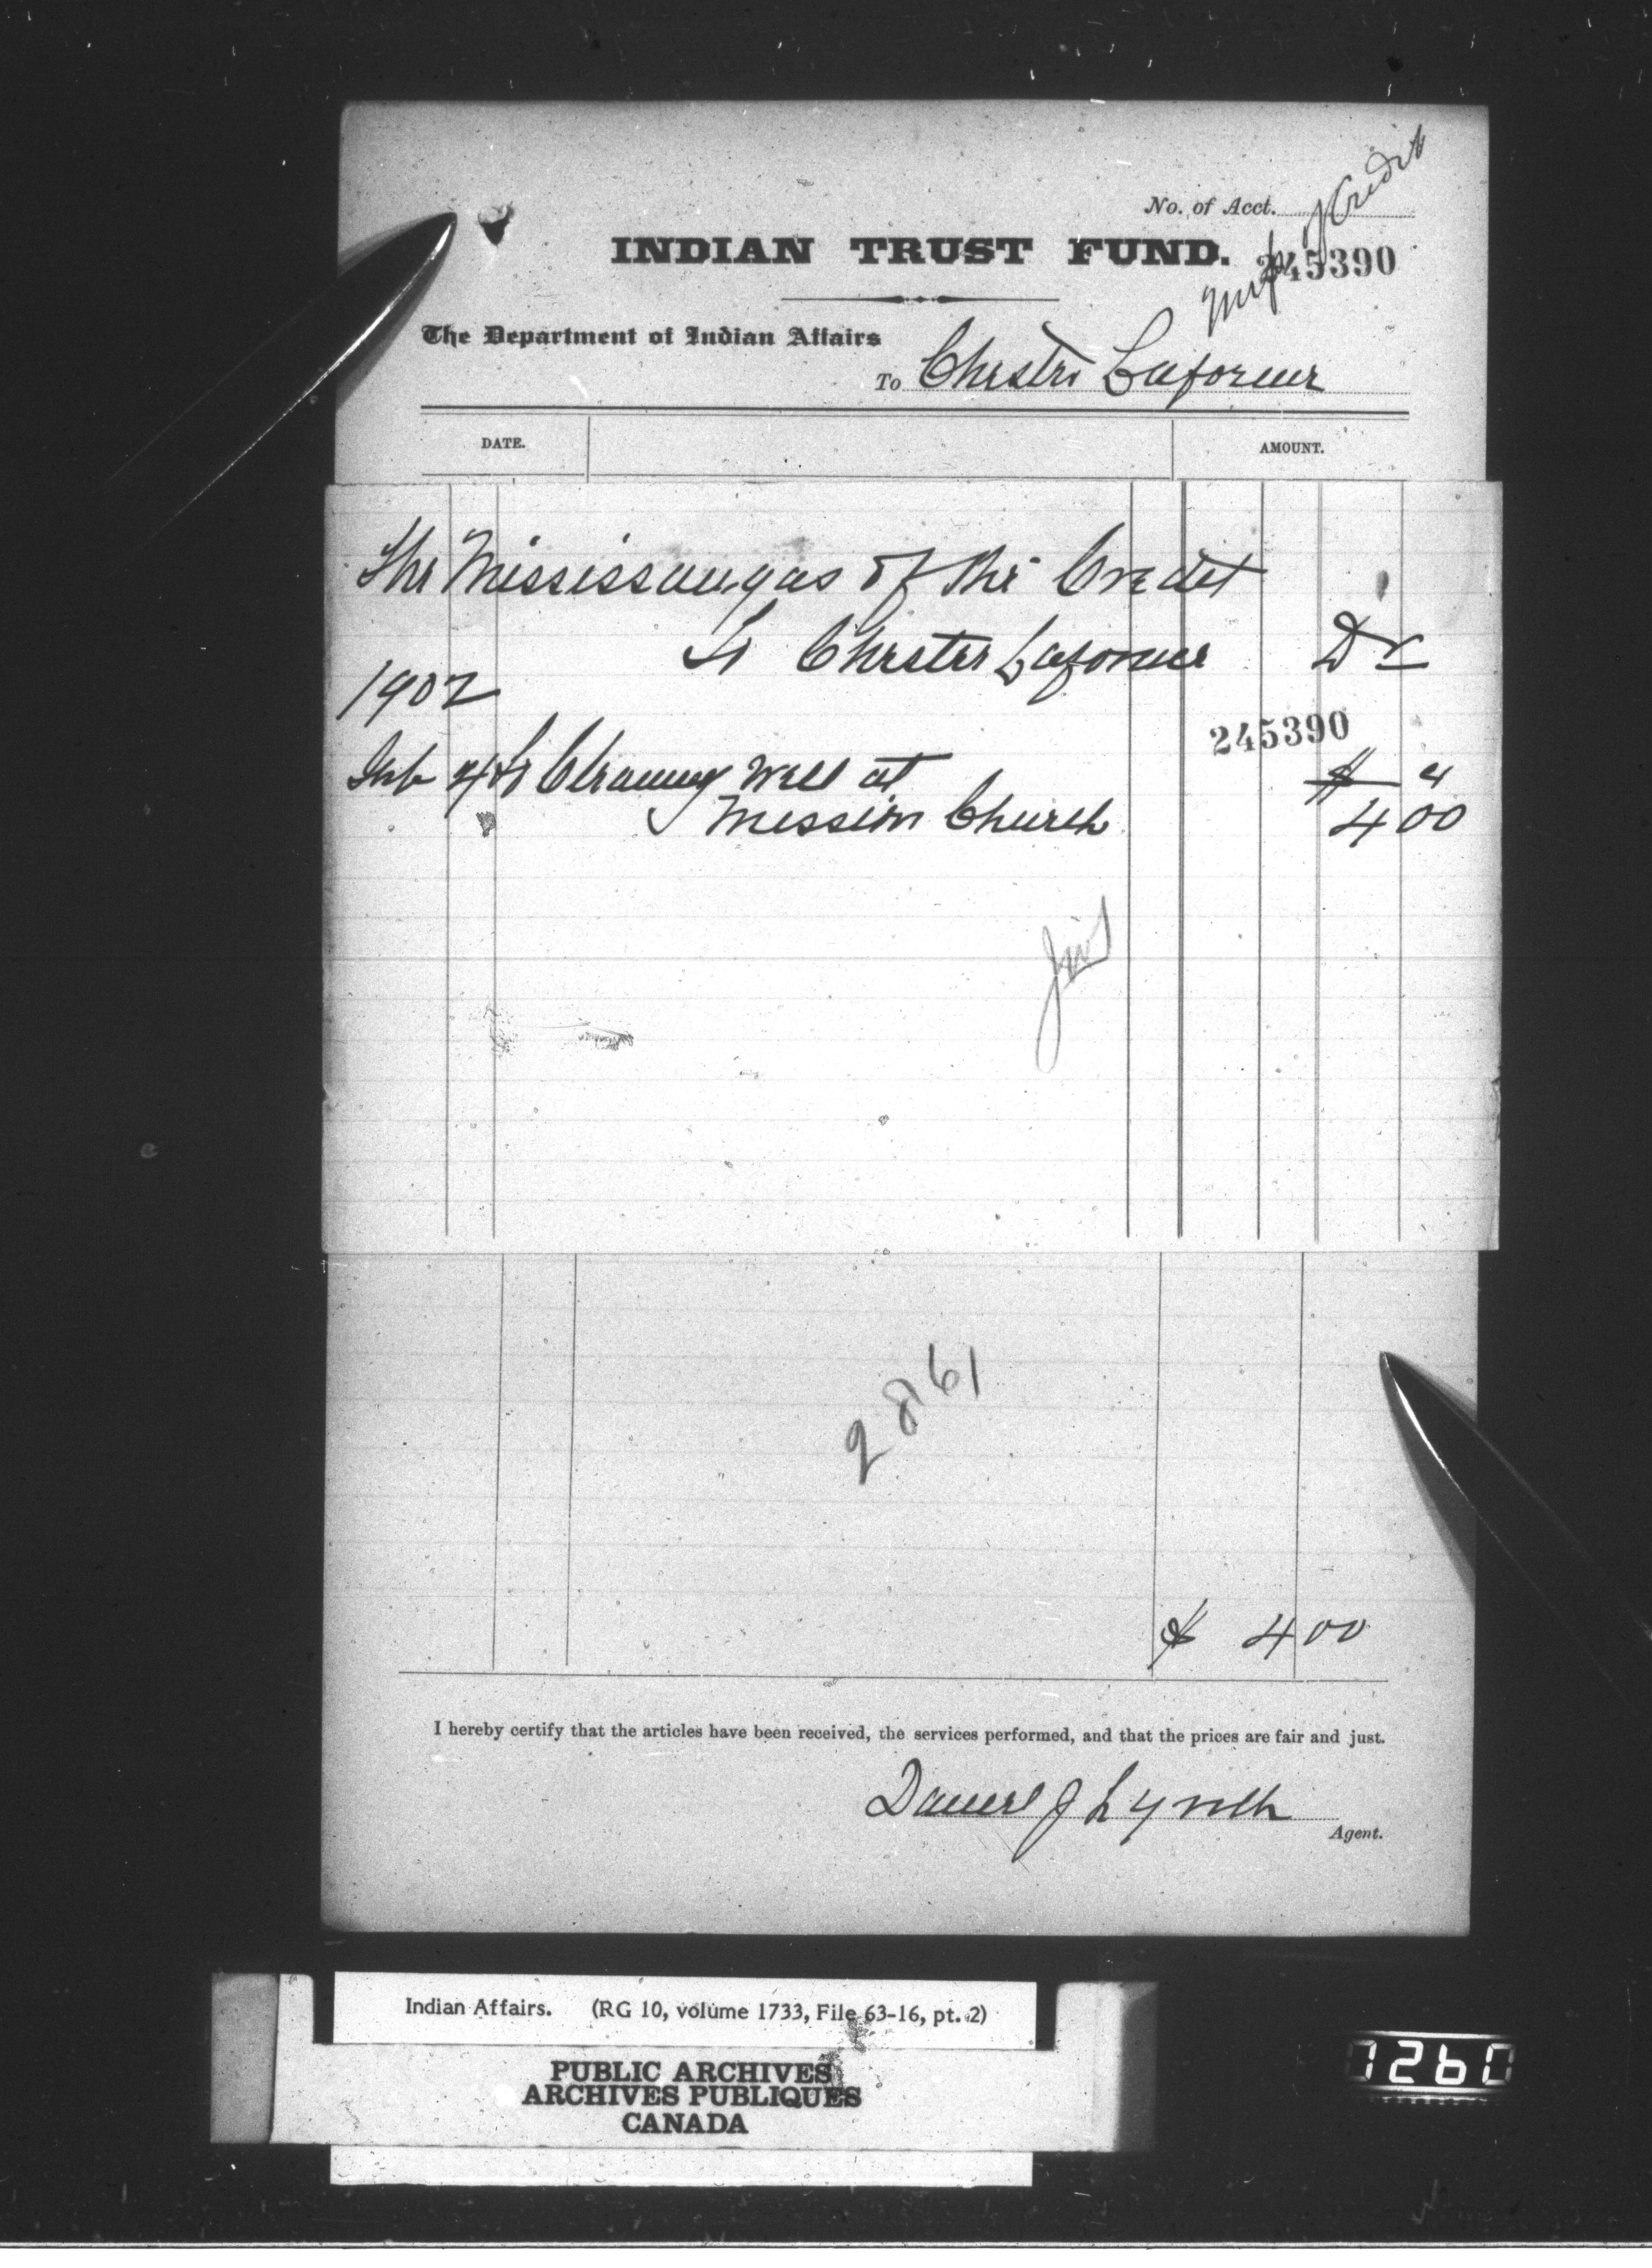 No. of Acct.
Miss of Credit
INDIAN TRUST FUND.
245390
The Department of Indian Affairs
To Chester Laforme
DATE.
AMOUNT.
The Mississaugas of the Credit
To Chester Laforme Dr
1902
245390
Feb 4 To Cleaning well at $ c
Mission Church 4 00
2861
$ 4 00
I hereby certify that the articles have been received, the services performed, and that the prices are fair and just.
Daniel J Lynch
Agent.
Indian Affairs. (RG 10, volume 1733, File 63-16, pt. 2)
PUBLIC ARCHIVES
ARCHIVES PUBLIQUES
CANADA